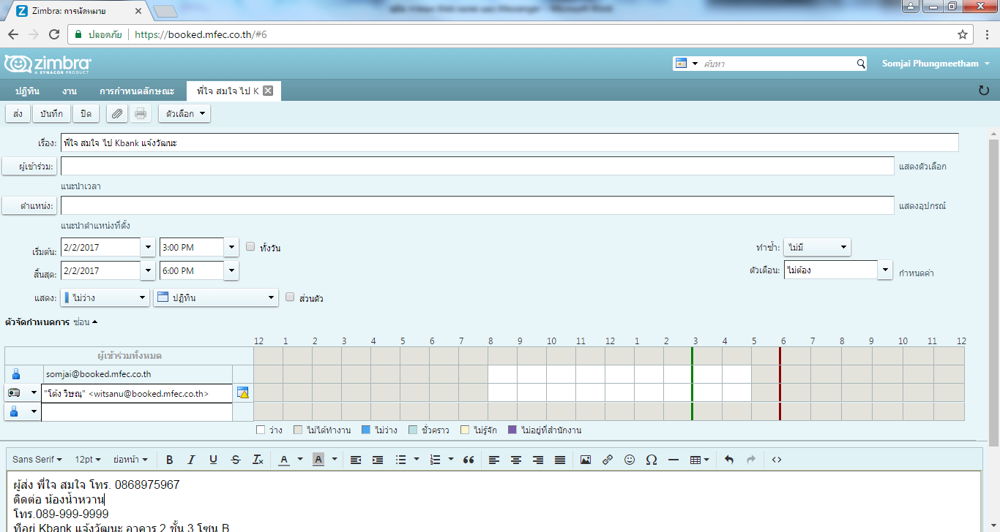 Zimbra: การนัดหมาย
ปลอดภัย https://booked.mfec.co.th/#6
zimbra
A SYNACOR PRODUCT
ค้นหา
Somjai Phungmeetham
ปฏิทิน งาน การกำหนดลักษณะ พี่ใจ สมใจ ไป K
ส่ง บันทึก ปิด ตัวเลือก
เรื่อง: พี่ใจ สมใจ ไป Kbank แจ้งวัฒนะ
ผู้เข้าร่วม: แสดงตัวเลือก
แนะนำเวลา
ตำแหน่ง: แสดงอุปกรณ์
แนะนำตำแหน่งที่ตั้ง
เริ่มต้น: 2/2/2017 3:00 PM ทั้งวัน ทำซ้ำ: ไม่มี
สิ้นสุด: 2/2/2017 6:00 PM ตัวเตือน: ไม่ต้อง กำหนดค่า
แสดง: ไม่ว่าง ปฏิทิน ส่วนตัว
ตัวจัดกำหนดการ ซ่อน
12 1 2 3 4 5 6 7 8 9 10 11 12 1 2 3 4 5 6 7 8 9 10 11 12
ผู้เข้าร่วมทั้งหมด
somjai@booked.mfec.co.th
"โต้ง วิษณุ" <witsanu@booked.mfec.co.th>
ว่าง ไม่ได้ทำงาน ไม่ว่าง ชั่วคราว ไม่รู้จัก ไม่อยู่ที่สำนักงาน
Sans Serif 12pt ย่อหน้า B I U S Tx A A
ผู้ส่ง พี่ใจ สมใจ โทร. 0868975967
ติดต่อ น้องน้ำหวาน
โทร.089-999-9999
ที่อยู่ Kbank แจ้งวัฒนะ อาคาร 2 ชั้น 3 โซน B